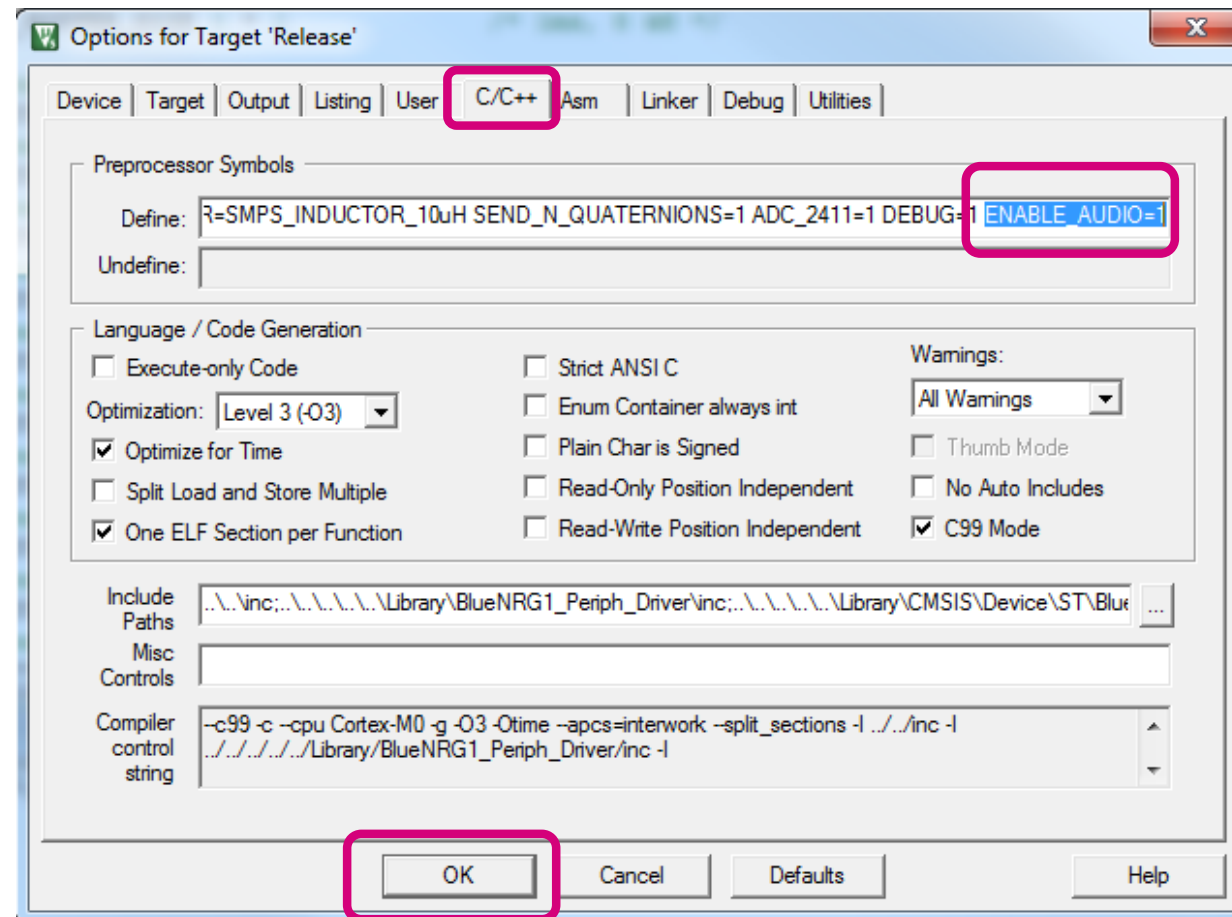 Options for Target 'Release'
Device Target Output Listing User C/C++ Asm Linker Debug Utilities
Preprocessor Symbols
Define: R=SMPS_INDUCTOR_10uH SEND_N_QUATERNIONS=1 ADC_2411=1 DEBUG=1 ENABLE_AUDIO=1
Undefine:
Language / Code Generation
Execute-only Code
Optimization: Level 3 (-O3)
Optimize for Time
Split Load and Store Multiple
One ELF Section per Function
Strict ANSI C
Enum Container always int
Plain Char is Signed
Read-Only Position Independent
Read-Write Position Independent
Warnings:
All Warnings
Thumb Mode
No Auto Includes
C99 Mode
Include Paths
..\..\inc;..\..\..\..\..\Library\BlueNRG1_Periph_Driver\inc;..\..\..\..\..\Library\CMSIS\Device\ST\Blue ...
Misc Controls
Compiler control string
--c99 -c --cpu Cortex-M0 -g -O3 -Otime --apcs=interwork --split_sections -I ../../inc -I
../../../../../Library/BlueNRG1_Periph_Driver/inc -I
OK Cancel Defaults Help